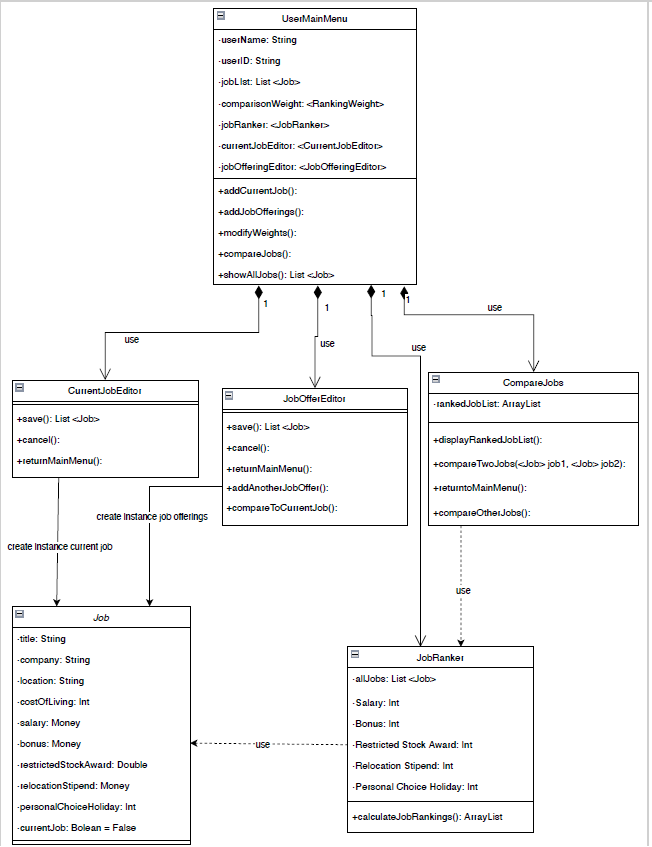 UserMainMenu
-userName: String
-userID: String
-jobLIst: List <Job>
-comparisonWeight: <RankingWeight>
-jobRanker: <JobRanker>
-currentJobEditor: <CurrentJobEditor>
-jobOfferingEditor: <JobOfferingEditor>
+addCurrentJob():
+addJobOfferings():
+modifyWeights():
+compareJobs():
+showAllJobs(): List <Job>
1
1
1
1
use
use
use
use
CurrentJobEditor
+save(): List <Job>
+cancel():
+returnMainMenu():
JobOfferEditor
+save(): List <Job>
+cancel():
+returnMainMenu():
+addAnotherJobOffer():
+compareToCurrentJob():
CompareJobs
-rankedJobList: ArrayList
+displayRankedJobList():
+compareTwoJobs(<Job> job1, <Job> job2):
+returntoMainMenu():
+compareOtherJobs():
create instance job offerings
create instance current job
use
Job
-title: String
-company: String
-location: String
-costOfLiving: Int
-salary: Money
-bonus: Money
-restrictedStockAward: Double
-relocationStipend: Money
-personalChoiceHoliday: Int
-currentJob: Bolean = False
use
JobRanker
-allJobs: List <Job>
-Salary: Int
-Bonus: Int
-Restricted Stock Award: Int
-Relocation Stipend: Int
-Personal Choice Holiday: Int
+calculateJobRankings(): ArrayList